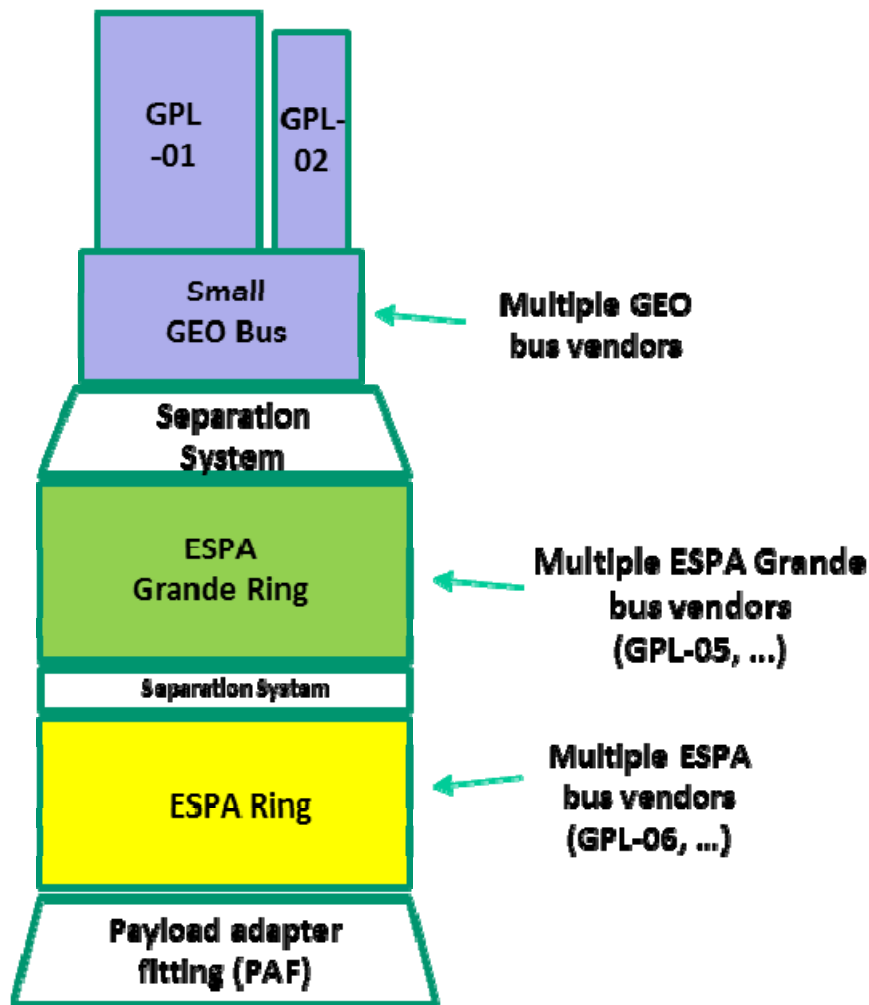 GPL
-01
GPL-
02
Small
GEO Bus
Multiple GEO
bus vendors
Separation
System
ESPA
Grande Ring
Multiple ESPA Grande
bus vendors
(GPL-05, ...)
Separation System
ESPA Ring
Multiple ESPA
bus vendors
(GPL-06, ...)
Payload adapter
fitting (PAF)